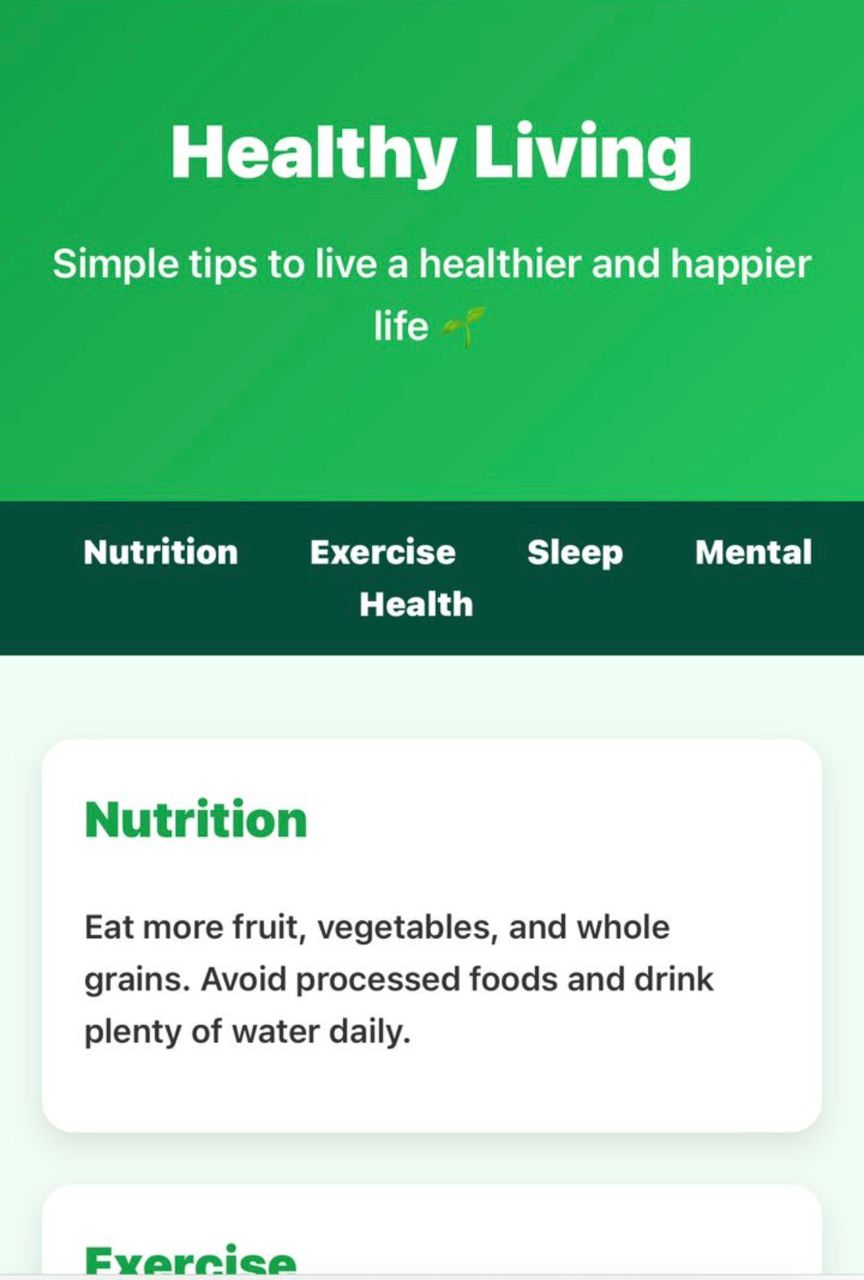 Healthy Living
Simple tips to live a healthier and happier
life 🌱
Nutrition Exercise Sleep Mental
Health
Nutrition
Eat more fruit, vegetables, and whole
grains. Avoid processed foods and drink
plenty of water daily.
Exercise